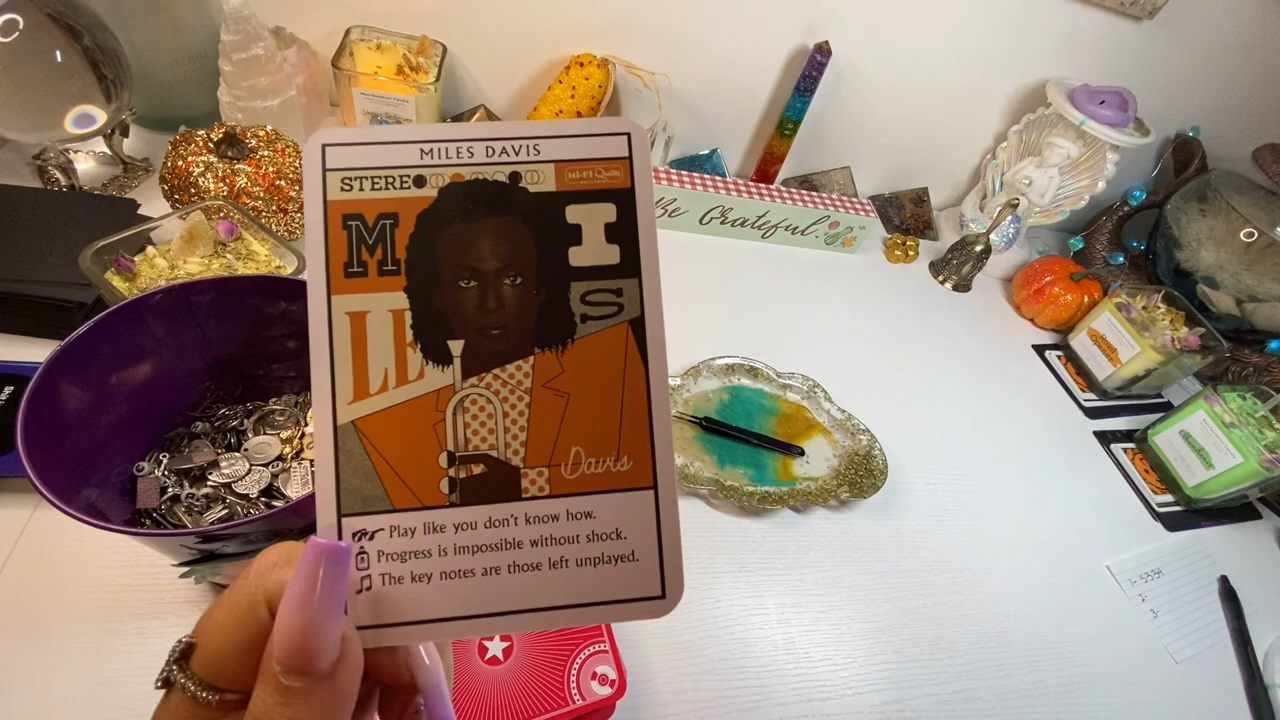 MILES DAVIS
STEREO
HI-FI Quality
M I
LE S
Davis
Play like you don't know how.
Progress is impossible without shock.
The key notes are those left unplayed.
Be Grateful.
1- 5334
2-
3-